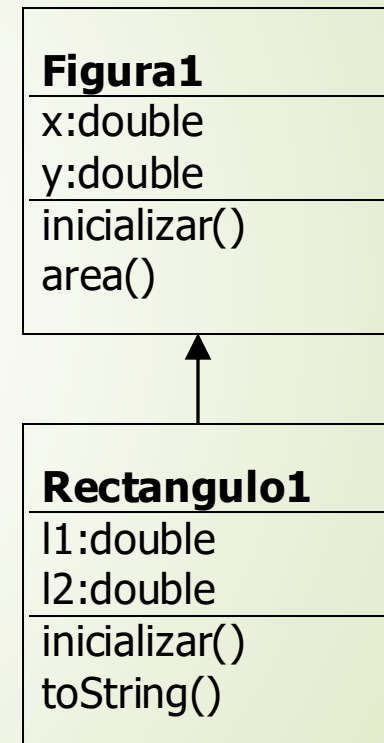 Figura1
x:double
y:double
inicializar()
area()
Rectangulo1
l1:double
l2:double
inicializar()
toString()